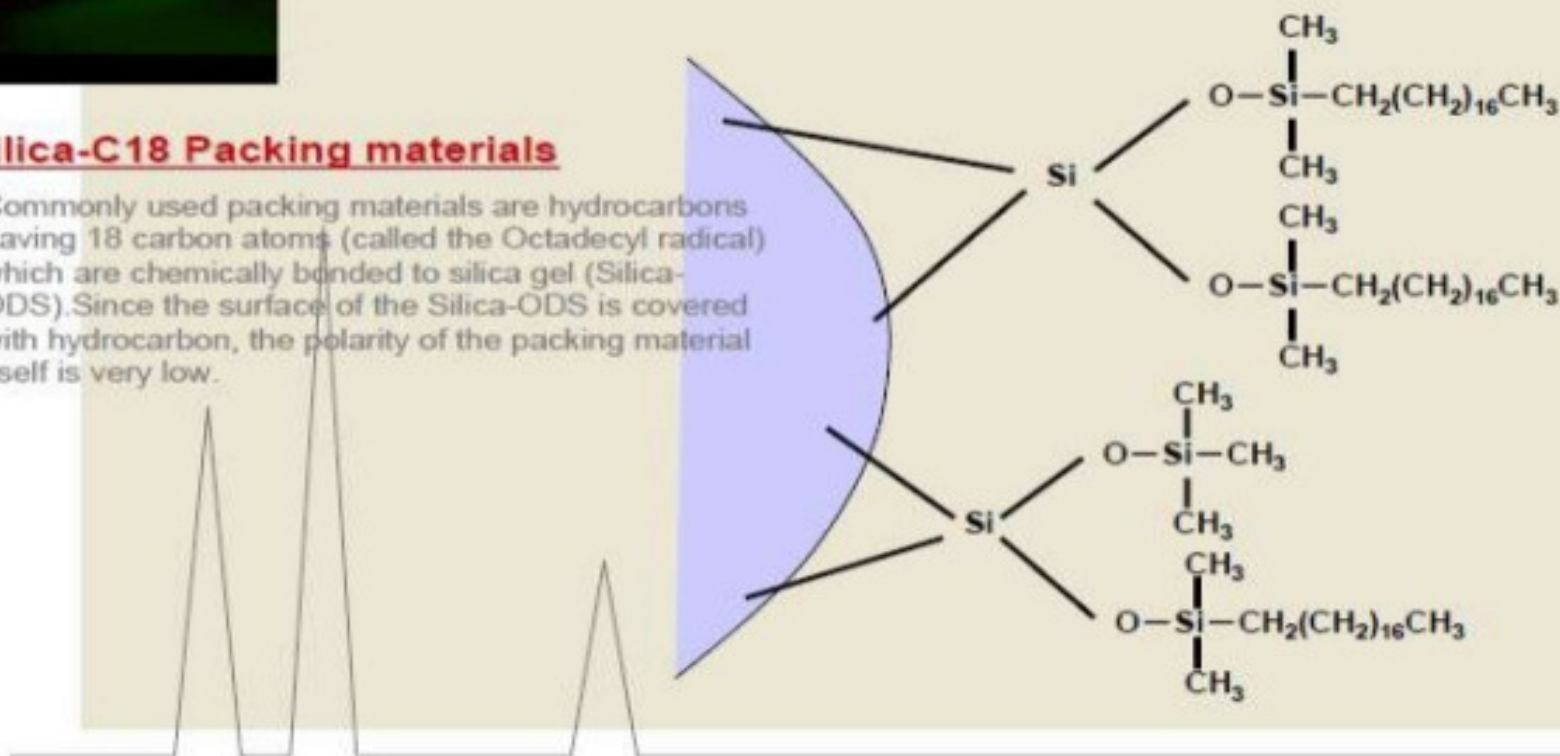 lica-C18 Packing materials
ommonly used packing materials are hydrocarbons
aving 18 carbon atoms (called the Octadecyl radical)
hich are chemically bonded to silica gel (Silica-
DS).Since the surface of the Silica-ODS is covered
ith hydrocarbon, the polarity of the packing material
self is very low.
CH₃
O–Si–CH₂(CH₂)₁₆CH₃
Si
CH₃
CH₃
O–Si–CH₂(CH₂)₁₆CH₃
CH₃
CH₃
O–Si–CH₃
Si
CH₃
CH₃
O–Si–CH₂(CH₂)₁₆CH₃
CH₃